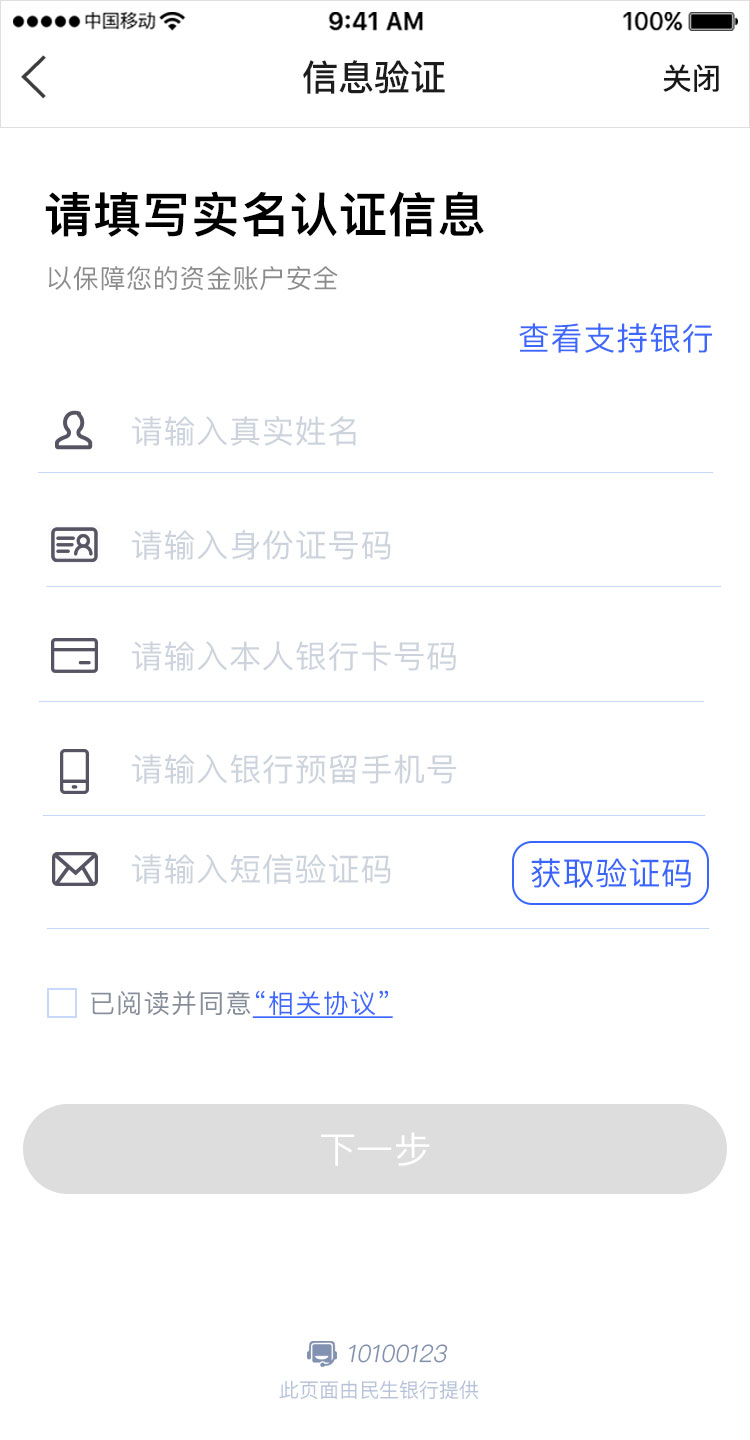 中国移动 9:41 AM 100%
信息验证 关闭
请填写实名认证信息
以保障您的资金账户安全
查看支持银行
请输入真实姓名
请输入身份证号码
请输入本人银行卡号码
请输入银行预留手机号
请输入短信验证码 获取验证码
已阅读并同意“相关协议”
下一步
10100123
此页面由民生银行提供